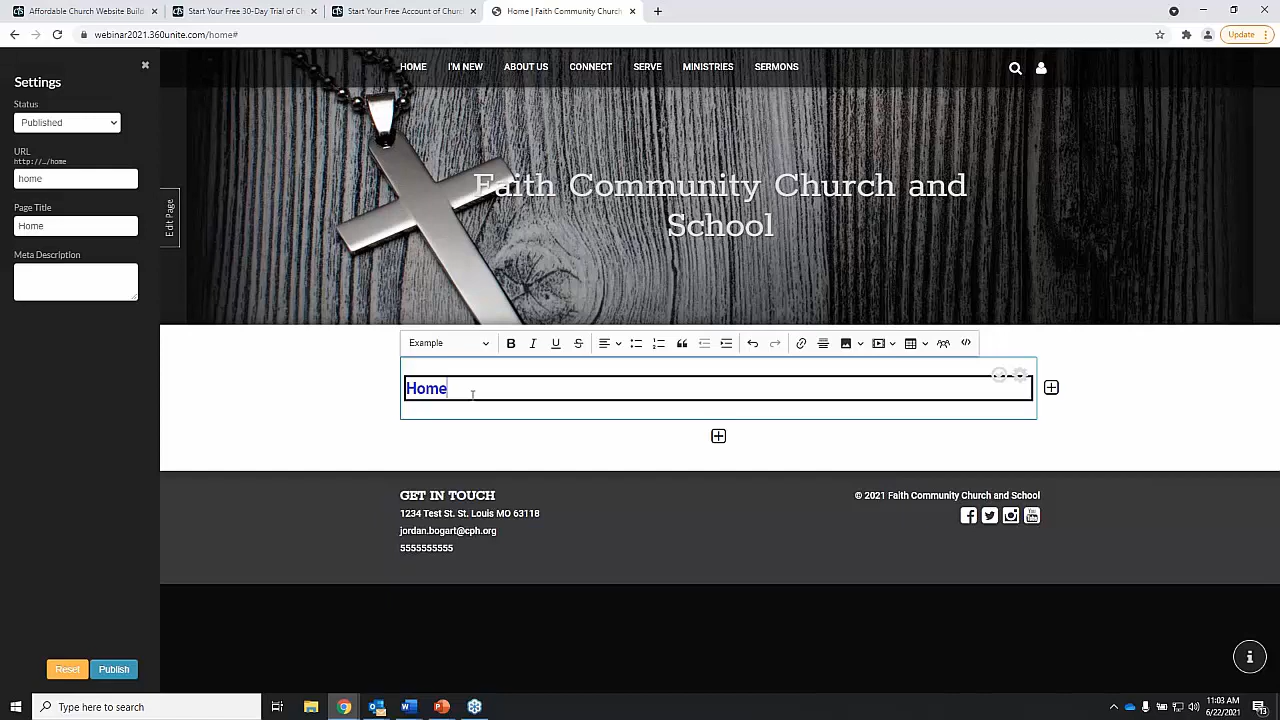 Affordable Church Website Build
Start Your Free 30-Day Trial of Ch
Start Your Free Account of Churc
Home | Faith Community Church
webinar2021.360unite.com/home#
Update
Settings
Status
Published
URL
http://…/home
home
Page Title
Home
Meta Description
Edit Page
HOME I'M NEW ABOUT US CONNECT SERVE MINISTRIES SERMONS
Faith Community Church and
School
Example
Home
GET IN TOUCH
1234 Test St. St. Louis MO 63118
jordan.bogart@cph.org
5555555555
© 2021 Faith Community Church and School
Reset Publish
Type here to search
11:03 AM
6/22/2021